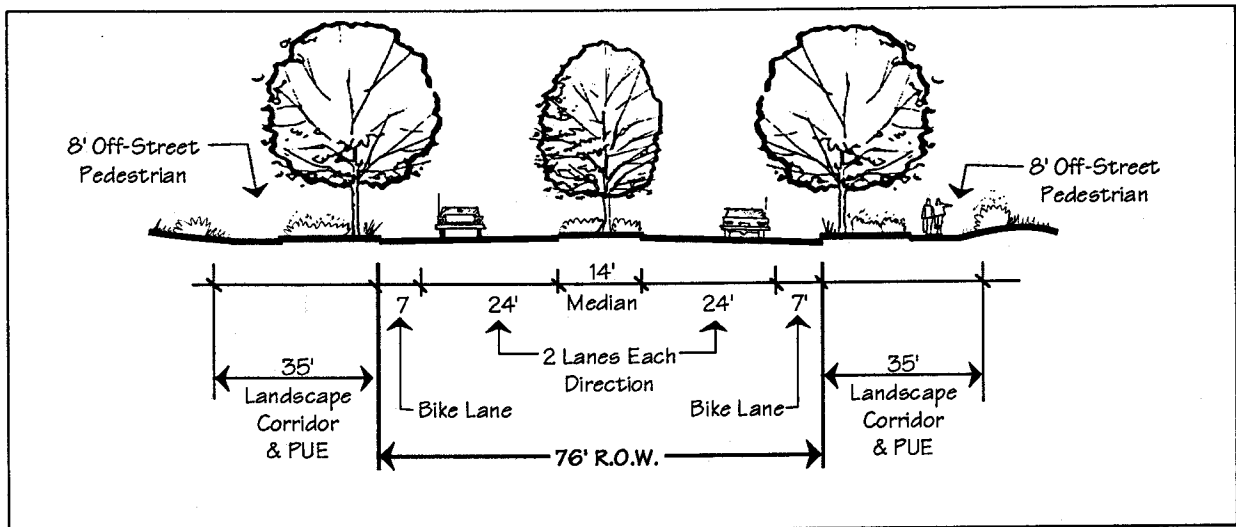 8' Off-Street
Pedestrian
8' Off-Street
Pedestrian
14'
7
24'
Median
24'
7'
2 Lanes Each
Direction
35'
Landscape
Corridor
& PUE
Bike Lane
Bike Lane
35'
Landscape
Corridor
& PUE
76' R.O.W.